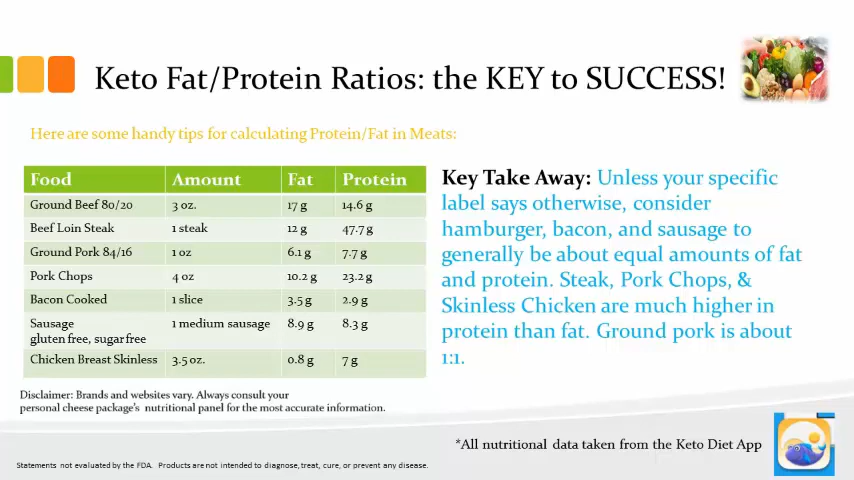 Keto Fat/Protein Ratios: the KEY to SUCCESS!
Here are some handy tips for calculating Protein/Fat in Meats:
Food Amount Fat Protein
Ground Beef 80/20 3 oz. 17 g 14.6 g
Beef Loin Steak 1 steak 12 g 47.7 g
Ground Pork 84/16 1 oz 6.1 g 7.7 g
Pork Chops 4 oz 10.2 g 23.2 g
Bacon Cooked 1 slice 3.5 g 2.9 g
Sausage 1 medium sausage 8.9 g 8.3 g
gluten free, sugar free
Chicken Breast Skinless 3.5 oz. 0.8 g 7 g
Key Take Away: Unless your specific
label says otherwise, consider
hamburger, bacon, and sausage to
generally be about equal amounts of fat
and protein. Steak, Pork Chops, &
Skinless Chicken are much higher in
protein than fat. Ground pork is about
1:1.
Disclaimer: Brands and websites vary. Always consult your
personal cheese package's nutritional panel for the most accurate information.
*All nutritional data taken from the Keto Diet App
Statements not evaluated by the FDA. Products are not intended to diagnose, treat, cure, or prevent any disease.